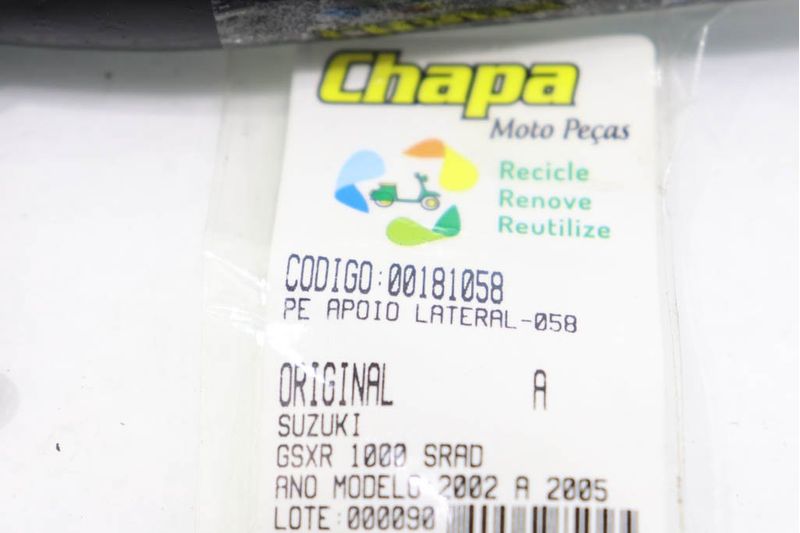 Chapa
Moto Peças
Recicle
Renove
Reutilize
CODIGO:00181058
PE APOIO LATERAL-058
ORIGINAL A
SUZUKI
GSXR 1000 SRAD
ANO MODELO 2002 A 2005
LOTE:000090